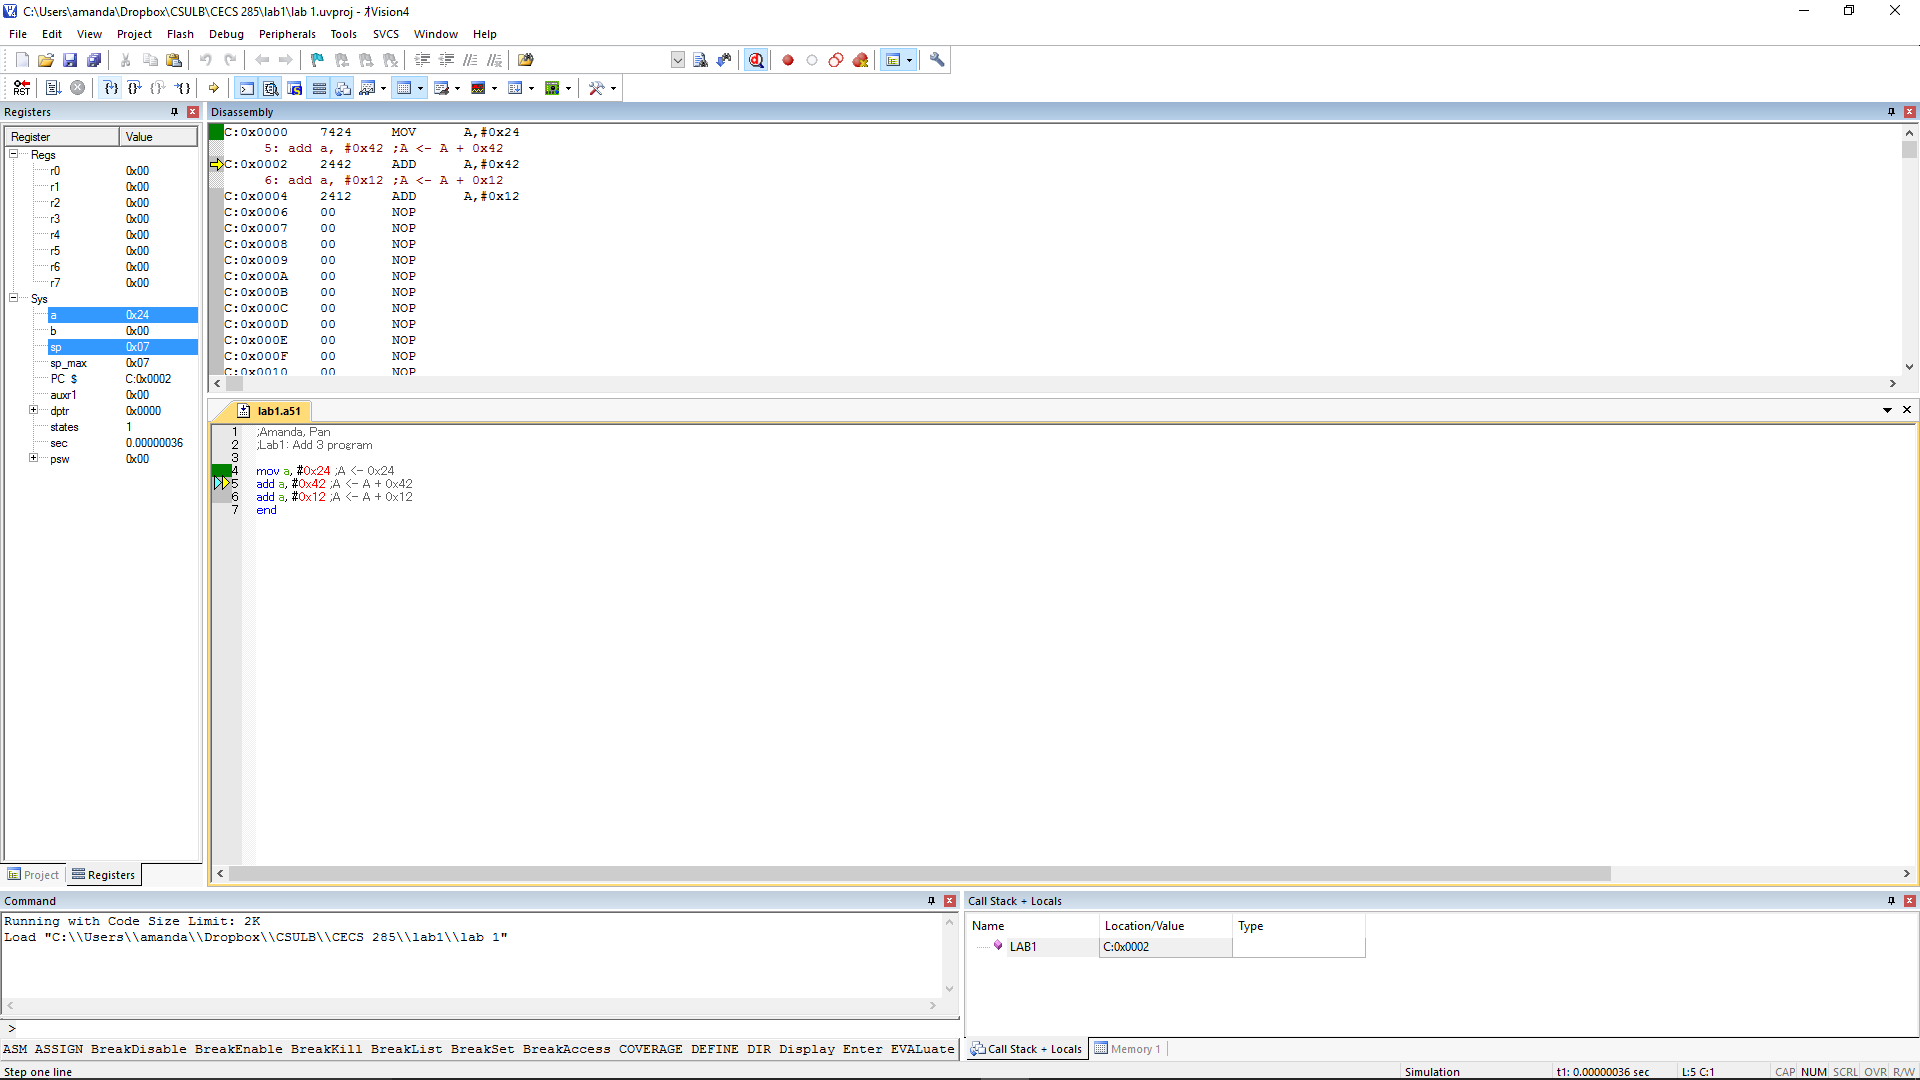 C:\Users\amanda\Dropbox\CSULB\CECS 285\lab1\lab 1.uvproj - 
File Edit View Project Flash Debug Peripherals Tools SVCS Window Help
Registers
Register Value
Regs
r0 0x00
r1 0x00
r2 0x00
r3 0x00
r4 0x00
r5 0x00
r6 0x00
r7 0x00
Sys
a 0x24
b 0x00
sp 0x07
sp_max 0x07
PC $ C:0x0002
auxr1 0x00
dptr 0x0000
states 1
sec 0.00000036
psw 0x00
Project Registers
Disassembly
C:0x0000 7424 MOV A,#0x24
5: add a, #0x42 ;A <- A + 0x42
C:0x0002 2442 ADD A,#0x42
6: add a, #0x12 ;A <- A + 0x12
C:0x0004 2412 ADD A,#0x12
C:0x0006 00 NOP
C:0x0007 00 NOP
C:0x0008 00 NOP
C:0x0009 00 NOP
C:0x000A 00 NOP
C:0x000B 00 NOP
C:0x000C 00 NOP
C:0x000D 00 NOP
C:0x000E 00 NOP
C:0x000F 00 NOP
C:0x0010 00 NOP
lab1.a51
1 ;Amanda, Pan
2 ;Lab1: Add 3 program
3
4 mov a, #0x24 ;A <- 0x24
5 add a, #0x42 ;A <- A + 0x42
6 add a, #0x12 ;A <- A + 0x12
7 end
Command
Running with Code Size Limit: 2K
Load "C:\\Users\\amanda\\Dropbox\\CSULB\\CECS 285\\lab1\\lab 1"
>
ASM ASSIGN BreakDisable BreakEnable BreakKill BreakList BreakSet BreakAccess COVERAGE DEFINE DIR Display Enter EVALuate
Call Stack + Locals
Name Location/Value Type
LAB1 C:0x0002
Call Stack + Locals Memory 1
Step one line Simulation t1: 0.00000036 sec L:5 C:1 CAP NUM SCRL OVR R/W